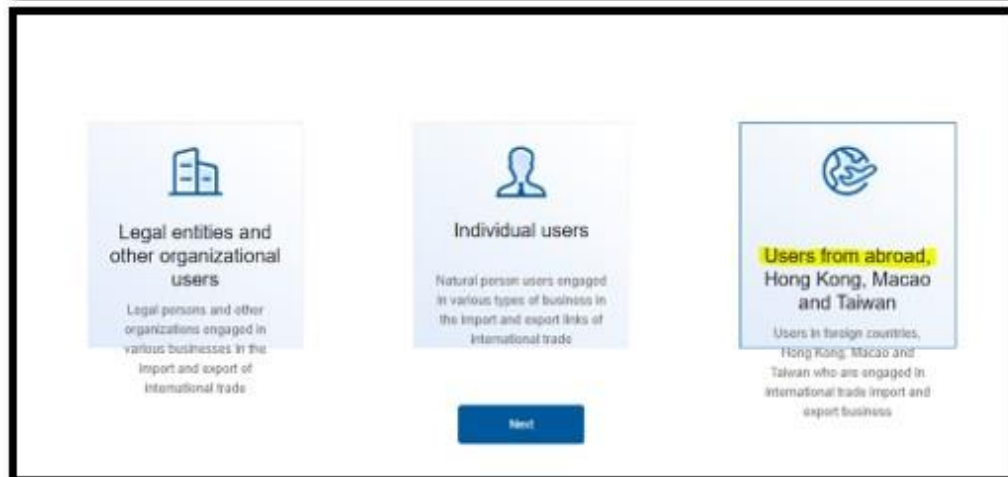 Legal entities and
other organizational
users
Legal persons and other
organizations engaged in
various businesses in the
import and export of
international trade
Individual users
Natural person users engaged
in various types of business in
the import and export links of
international trade
Users from abroad,
Hong Kong, Macao
and Taiwan
Users in foreign countries,
Hong Kong, Macao and
Taiwan who are engaged in
international trade import and
export business
Next